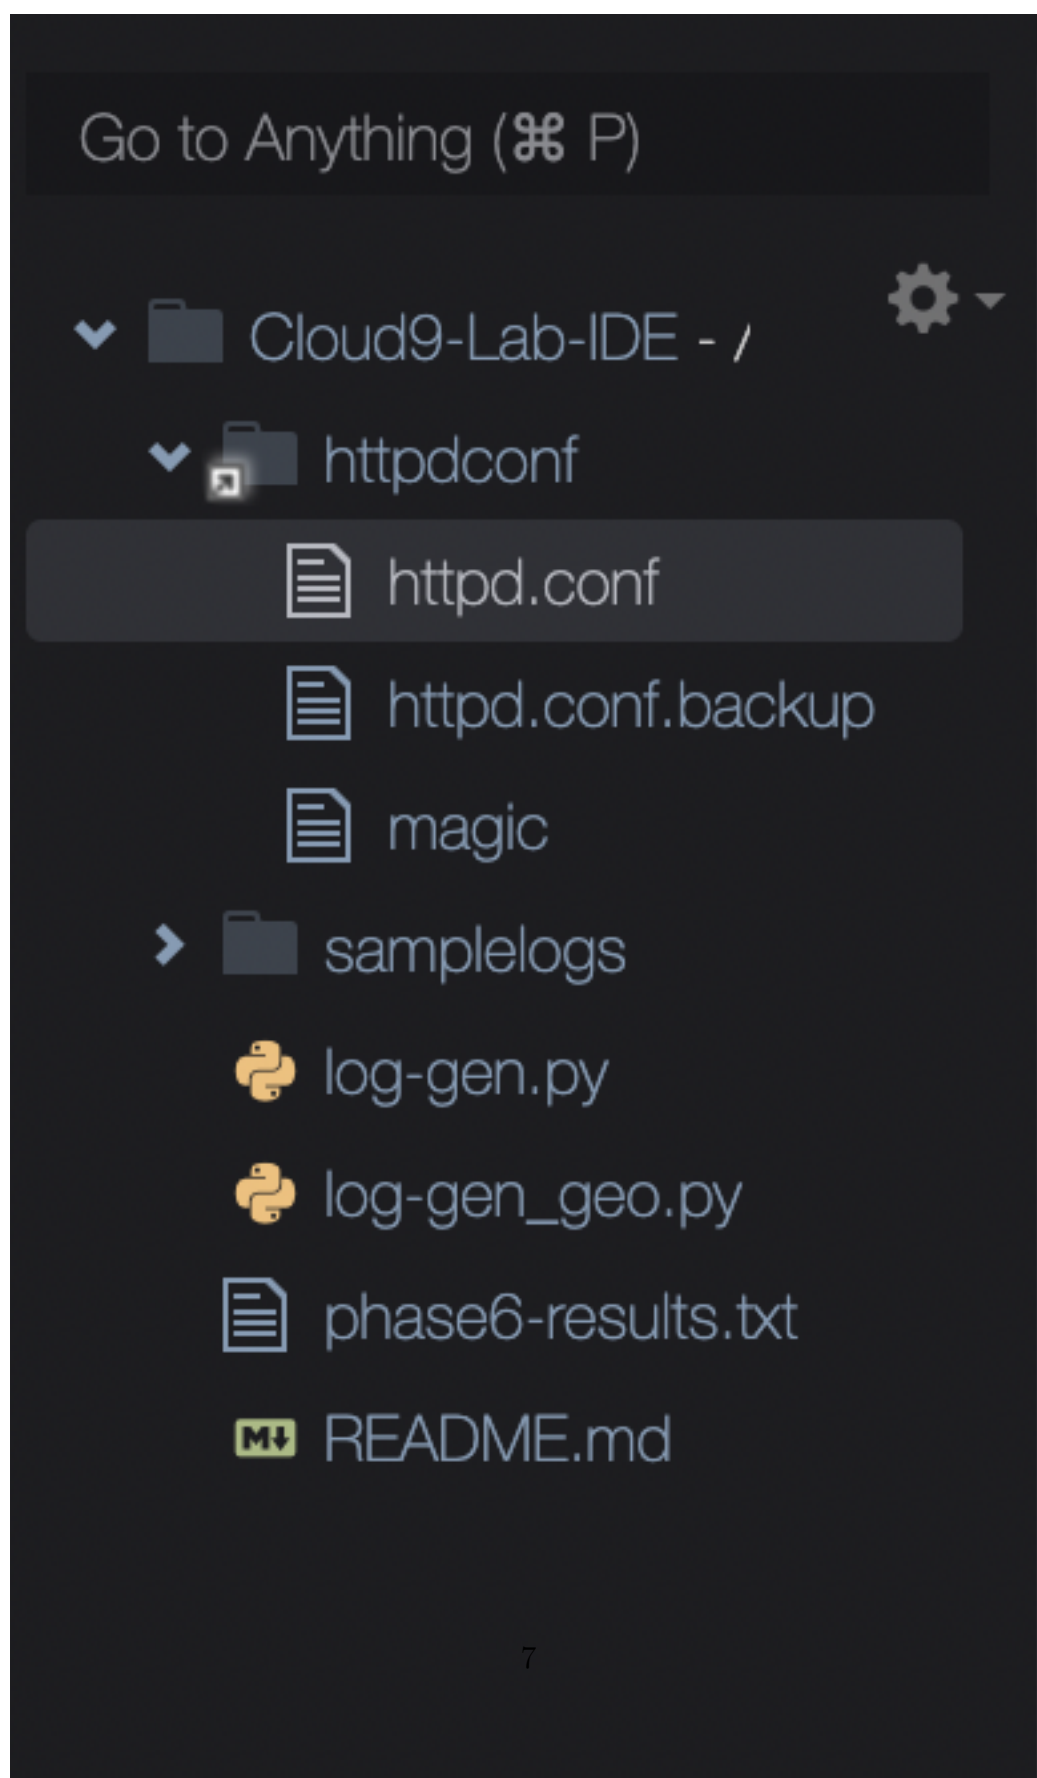 Go to Anything (⌘ P)
Cloud9-Lab-IDE - /
httpdconf
httpd.conf
httpd.conf.backup
magic
samplelogs
log-gen.py
log-gen_geo.py
phase6-results.txt
M↓ README.md
7